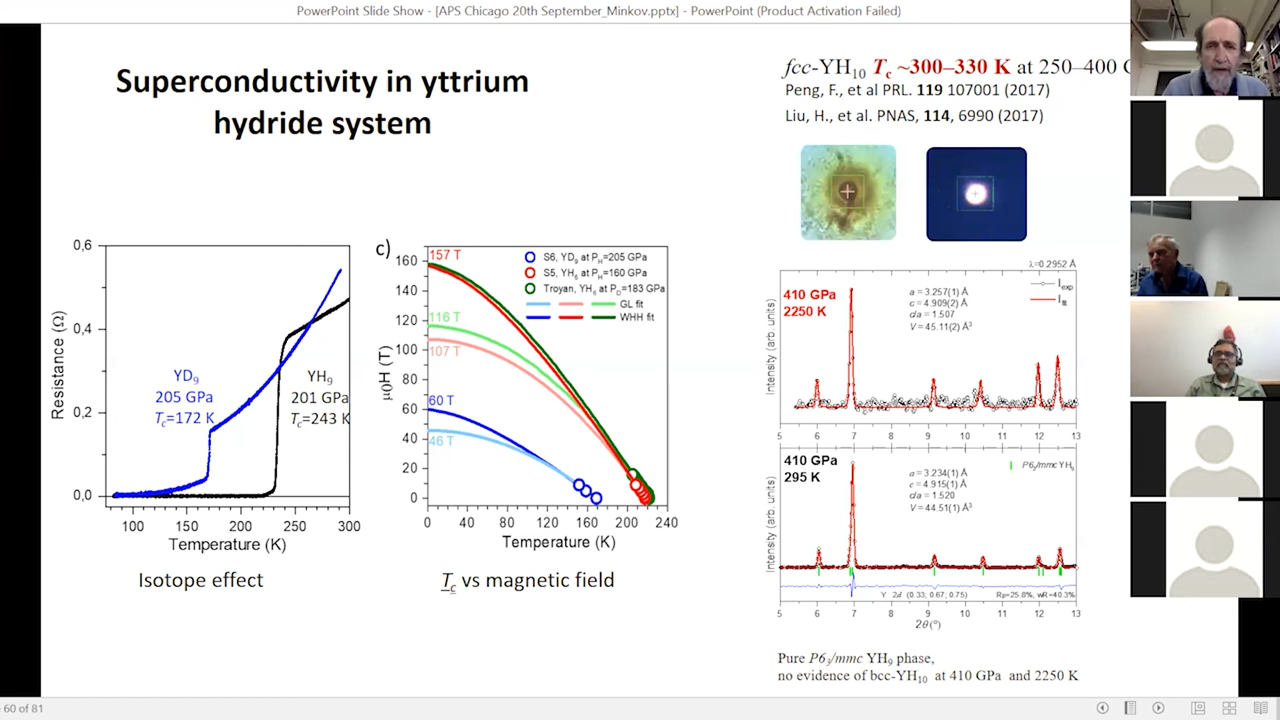 PowerPoint Slide Show - [APS Chicago 20th September_Minkov.pptx] - PowerPoint (Product Activation Failed)
Superconductivity in yttrium
hydride system
fcc-YH10 Tc ~300–330 K at 250–400 G
Peng, F., et al PRL. 119 107001 (2017)
Liu, H., et al. PNAS, 114, 6990 (2017)
0,6
0,4
0,2
0,0
Resistance (Ω)
YD9
205 GPa
Tc=172 K
YH9
201 GPa
Tc=243 K
100 150 200 250 300
Temperature (K)
Isotope effect
c)
160
140
120
100
80
60
40
20
0
μ0H (T)
157 T
116 T
107 T
60 T
46 T
S6, YD9 at PH=205 GPa
S5, YH6 at PH=160 GPa
Troyan, YH6 at PD=183 GPa
GL fit
WHH fit
0 40 80 120 160 200 240
Temperature (K)
Tc vs magnetic field
λ=0.2952 Å
410 GPa
2250 K
a = 3.257(1) Å
c = 4.909(2) Å
c/a = 1.507
V = 45.11(2) Å3
Iexp
Ifit
Intensity (arb. units)
5 6 7 8 9 10 11 12 13
410 GPa
295 K
a = 3.234(1) Å
c = 4.915(1) Å
c/a = 1.520
V = 44.51(1) Å3
P63/mmc YH9
Intensity (arb. units)
Y 2d (0.33; 0.67; 0.75) Rp=25.8%, wR=40.3%
5 6 7 8 9 10 11 12 13
2θ (°)
Pure P63/mmc YH9 phase,
no evidence of bcc-YH10 at 410 GPa and 2250 K
e 60 of 81